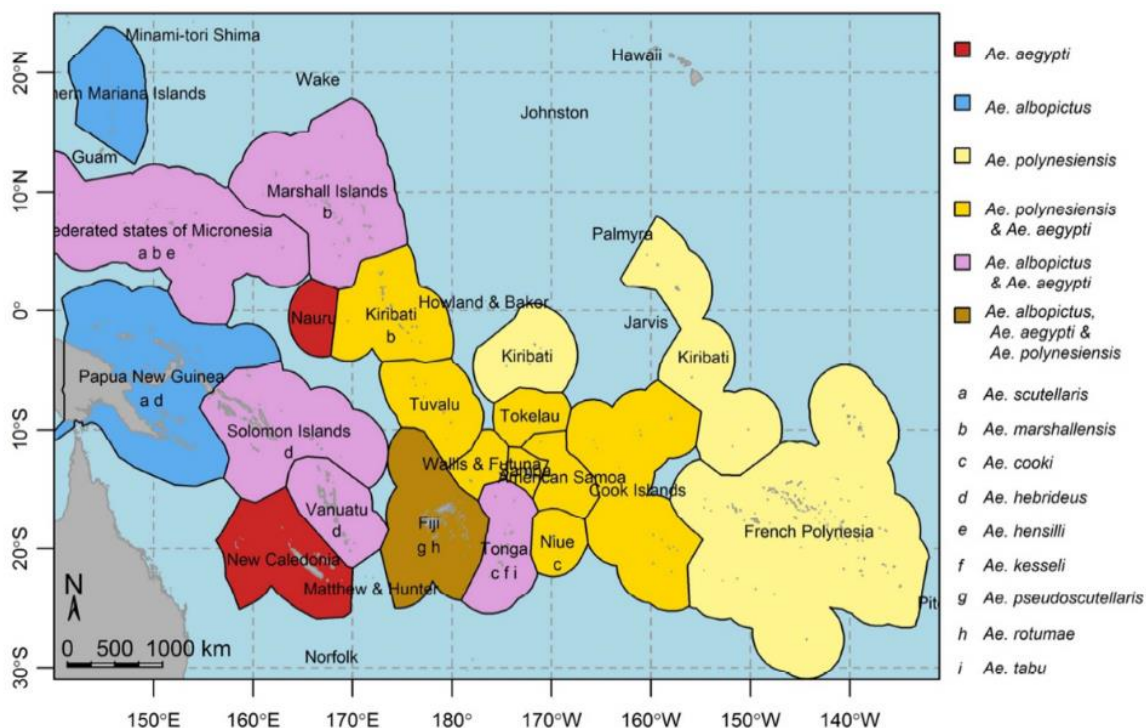 Minami-tori Shima
Hawaii
20°N
ern Mariana Islands
Wake
Johnston
Guam
10°N
Marshall Islands
b
Federated states of Micronesia
a b e
Palmyra
0°
Nauru
Kiribati
b
Howland & Baker
Jarvis
Kiribati
Kiribati
Papua New Guinea
a d
Tuvalu
Tokelau
10°S
Solomon Islands
d
Wallis & Futuna
Samoa
American Samoa
Cook Islands
Vanuatu
d
Fiji
g h
Tonga
c f i
Niue
c
French Polynesia
20°S
New Caledonia
Matthew & Hunter
N
0 500 1000 km
Norfolk
30°S
150°E 160°E 170°E 180° 170°W 160°W 150°W 140°W
Ae. aegypti
Ae. albopictus
Ae. polynesiensis
Ae. polynesiensis
& Ae. aegypti
Ae. albopictus
& Ae. aegypti
Ae. albopictus,
Ae. aegypti &
Ae. polynesiensis
a Ae. scutellaris
b Ae. marshallensis
c Ae. cooki
d Ae. hebrideus
e Ae. hensilli
f Ae. kesseli
g Ae. pseudoscutellaris
h Ae. rotumae
i Ae. tabu